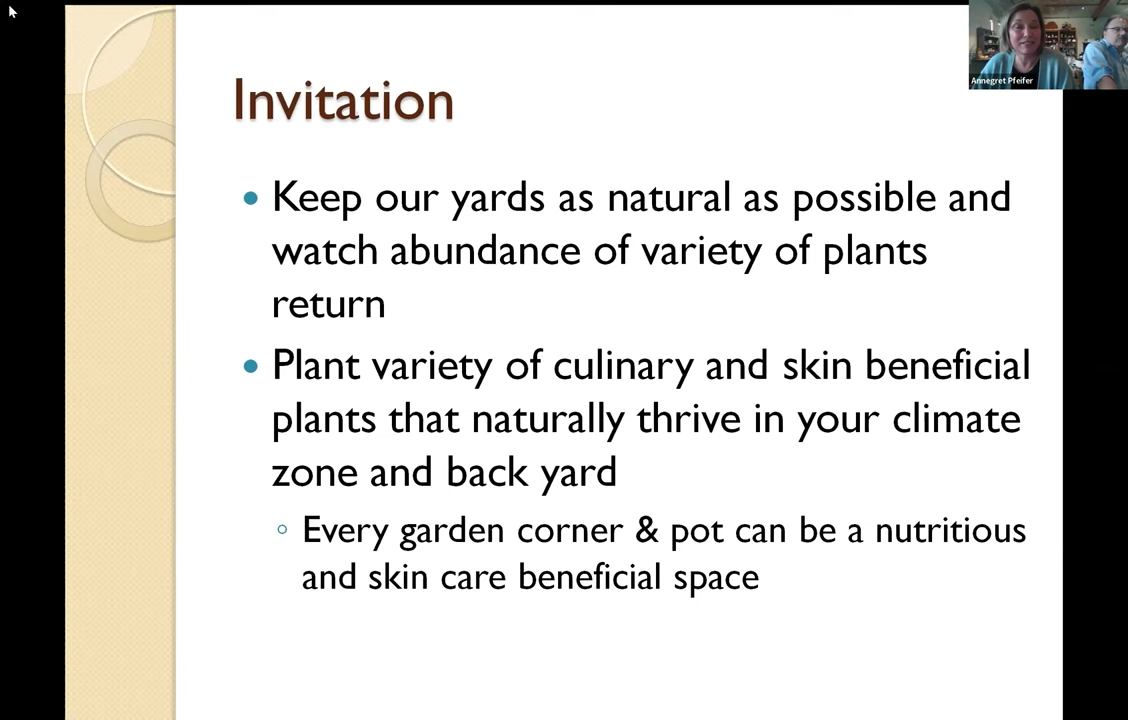 Annegret Pfeifer
Invitation
Keep our yards as natural as possible and
watch abundance of variety of plants
return
Plant variety of culinary and skin beneficial
plants that naturally thrive in your climate
zone and back yard
Every garden corner & pot can be a nutritious
and skin care beneficial space